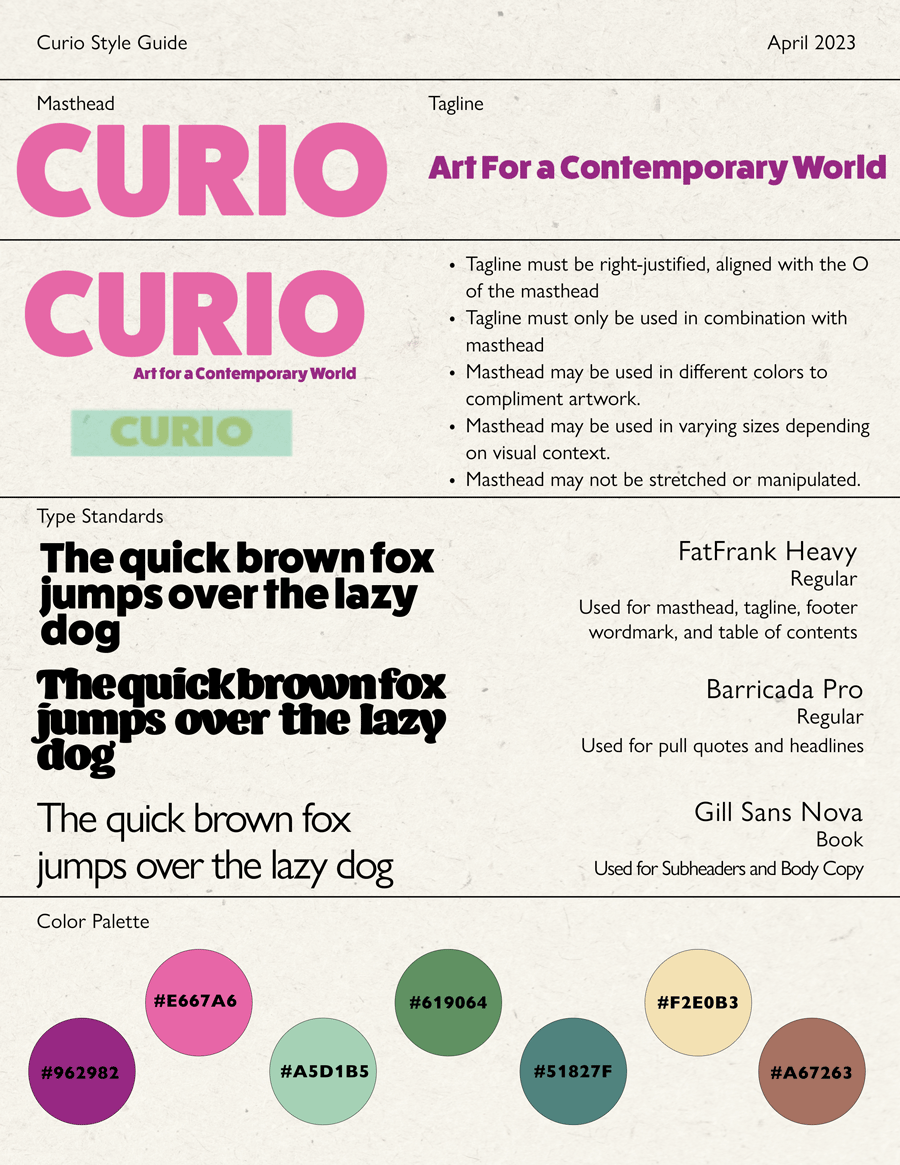 Curio Style Guide
April 2023
Masthead
Tagline
CURIO
Art For a Contemporary World
CURIO
Art for a Contemporary World
CURIO
• Tagline must be right-justified, aligned with the O
of the masthead
• Tagline must only be used in combination with
masthead
• Masthead may be used in different colors to
compliment artwork.
• Masthead may be used in varying sizes depending
on visual context.
• Masthead may not be stretched or manipulated.
Type Standards
The quick brown fox
jumps over the lazy
dog
FatFrank Heavy
Regular
Used for masthead, tagline, footer
wordmark, and table of contents
The quick brown fox
jumps over the lazy
dog
Barricada Pro
Regular
Used for pull quotes and headlines
The quick brown fox
jumps over the lazy dog
Gill Sans Nova
Book
Used for Subheaders and Body Copy
Color Palette
#962982
#E667A6
#A5D1B5
#619064
#51827F
#F2E0B3
#A67263